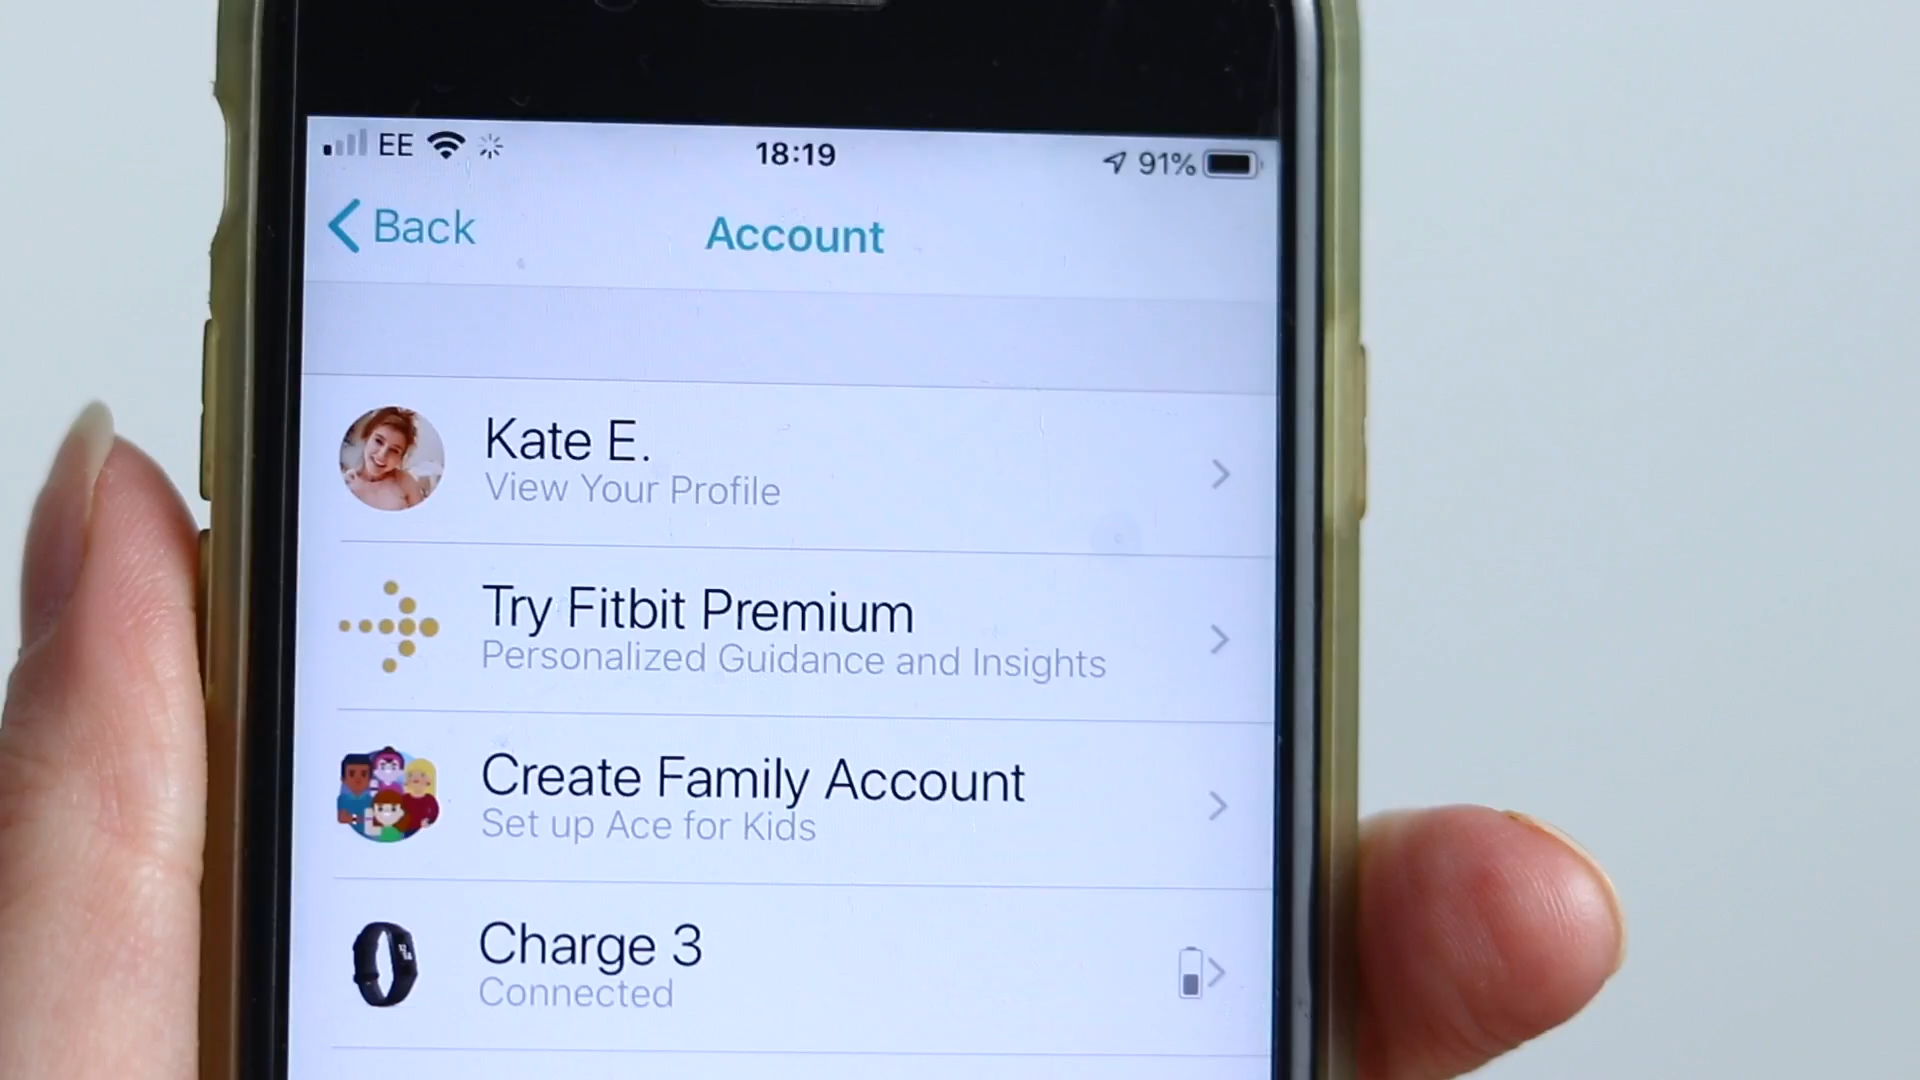 EE 18:19 91%
Back Account
Kate E.
View Your Profile
Try Fitbit Premium
Personalized Guidance and Insights
Create Family Account
Set up Ace for Kids
Charge 3
Connected